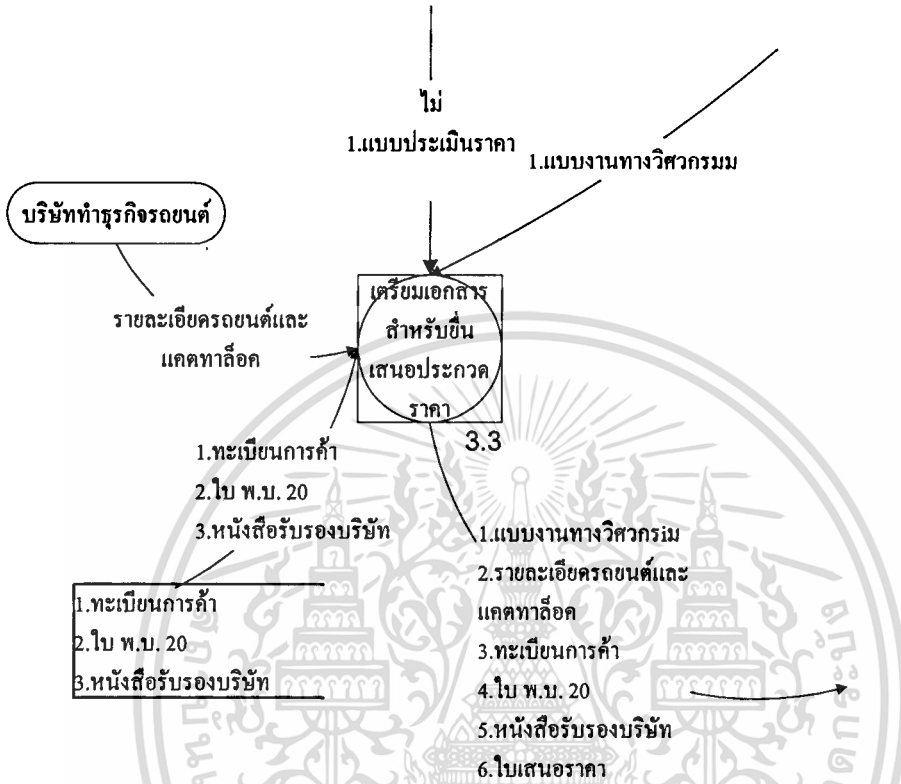 ไม่
1.แบบประเมินราคา
1.แบบงานทางวิศวกรมม
บริษัททำธุรกิจรถยนต์
รายละเอียดรถยนต์และ
แคตทาล็อค
เตรียมเอกสาร
สำหรับยื่น
เสนอประกวด
ราคา
3.3
1.ทะเบียนการค้า
2.ใบ พ.บ. 20
3.หนังสือรับรองบริษัท
1.ทะเบียนการค้า
2.ใบ พ.บ. 20
3.หนังสือรับรองบริษัท
1.แบบงานทางวิศวกรiม
2.รายละเอียดรถยนต์และ
แคตทาล็อค
3.ทะเบียนการค้า
4.ใบ พ.บ. 20
5.หนังสือรับรองบริษัท
6.ใบเสนอราคา